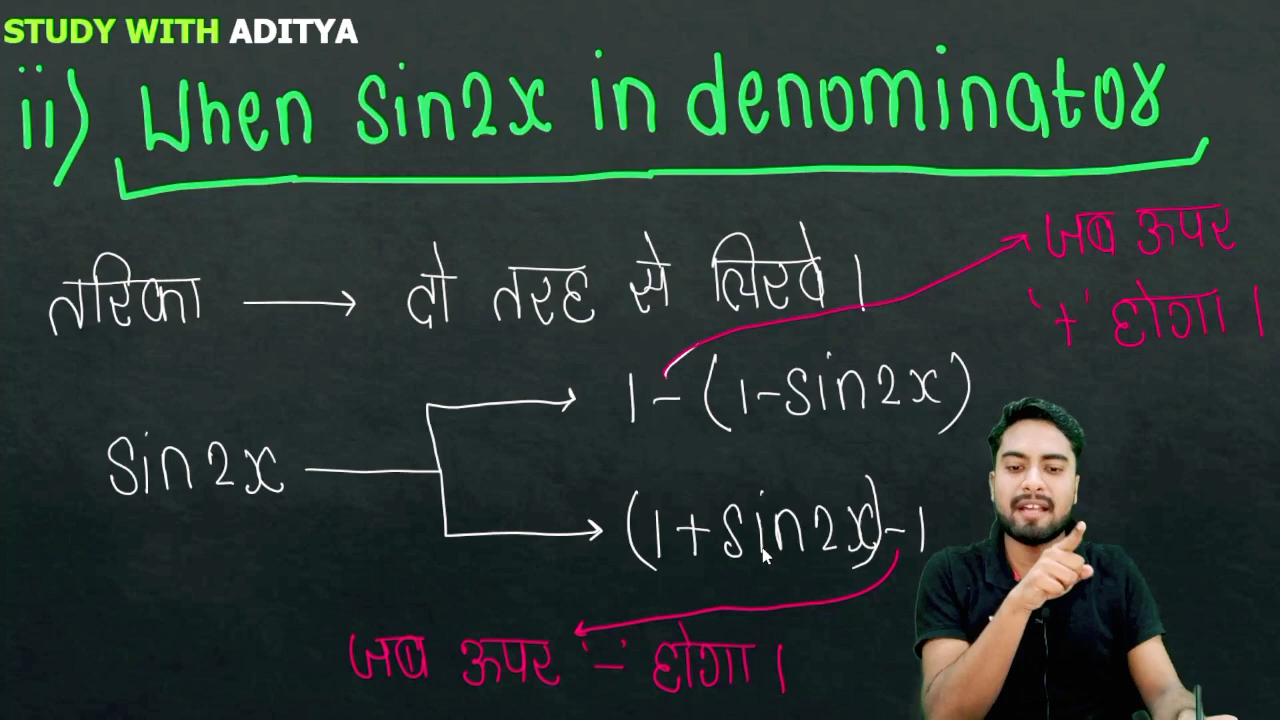 STUDY WITH ADITYA
ii) When sin2x in denominator
तरिका → दो तरह से लिखे।
जब ऊपर
'+' होगा।
1-(1-sin2x)
sin2x
(1+sin2x)-1
जब ऊपर '-' होगा।